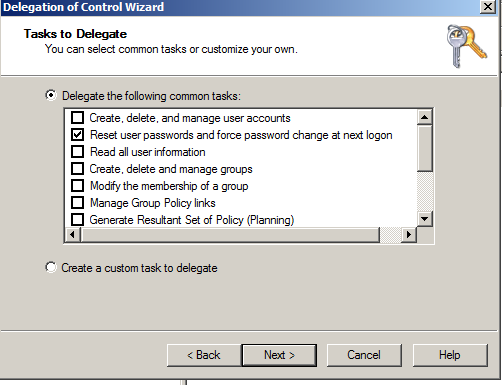 Delegation of Control Wizard
Tasks to Delegate
You can select common tasks or customize your own.
Delegate the following common tasks:
Create, delete, and manage user accounts
Reset user passwords and force password change at next logon
Read all user information
Create, delete and manage groups
Modify the membership of a group
Manage Group Policy links
Generate Resultant Set of Policy (Planning)
Create a custom task to delegate
< Back Next > Cancel Help